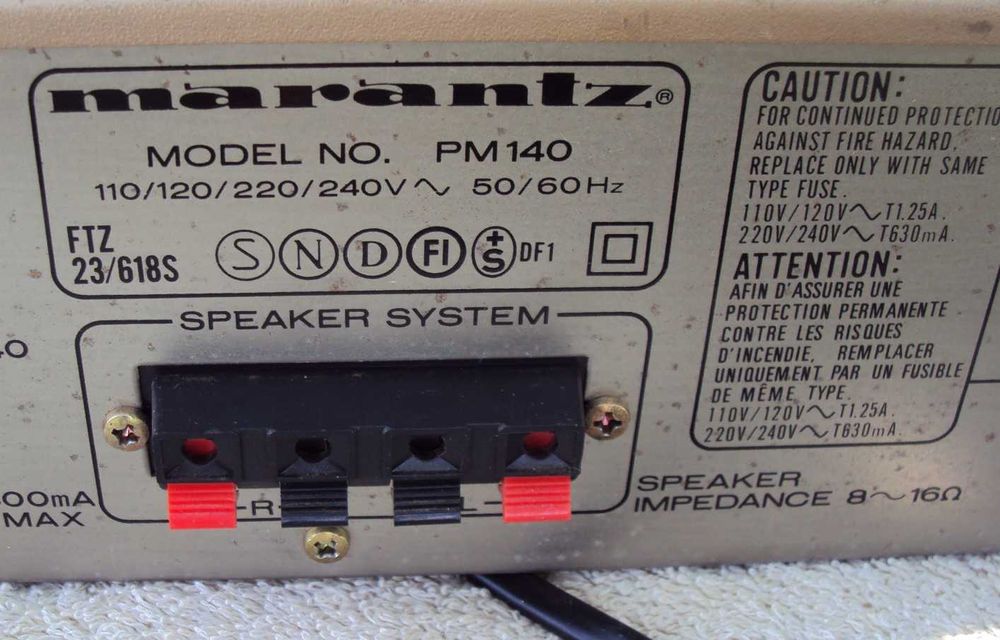 marantz®
MODEL NO. PM140
110/120/220/240V~ 50/60Hz
FTZ
23/618S
S N D FI +S DF1
SPEAKER SYSTEM
R
L
SPEAKER
IMPEDANCE 8~16Ω
00mA
MAX
CAUTION:
FOR CONTINUED PROTECTIO
AGAINST FIRE HAZARD.
REPLACE ONLY WITH SAME
TYPE FUSE.
110V/120V~T1.25A.
220V/240V~T630mA.
ATTENTION:
AFIN D'ASSURER UNE
PROTECTION PERMANENTE
CONTRE LES RISQUES
D'INCENDIE, REMPLACER
UNIQUEMENT PAR UN FUSIBLE
DE MÊME TYPE.
110V/120V~T1.25A.
220V/240V~T630mA.